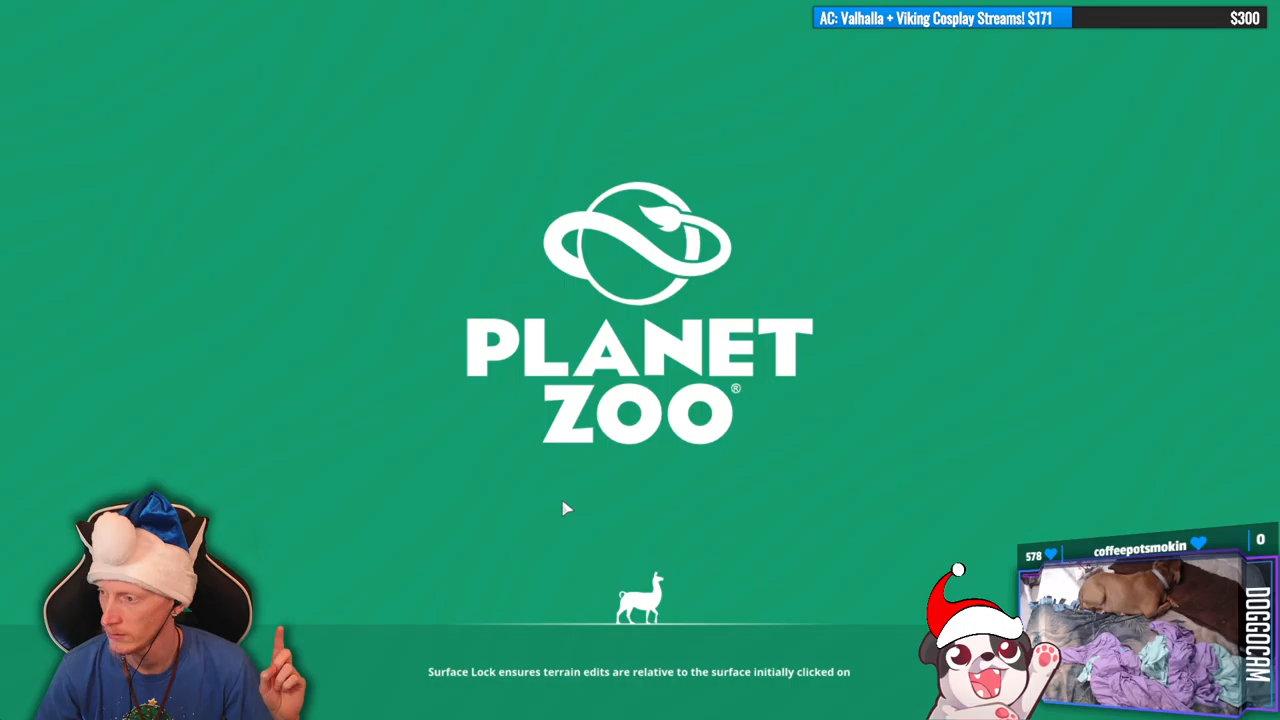 AC: Valhalla + Viking Cosplay Streams! $171
$300
PLANET
ZOO®
578
coffeepotsmokin
0
DOGGOCAM
Surface Lock ensures terrain edits are relative to the surface initially clicked on